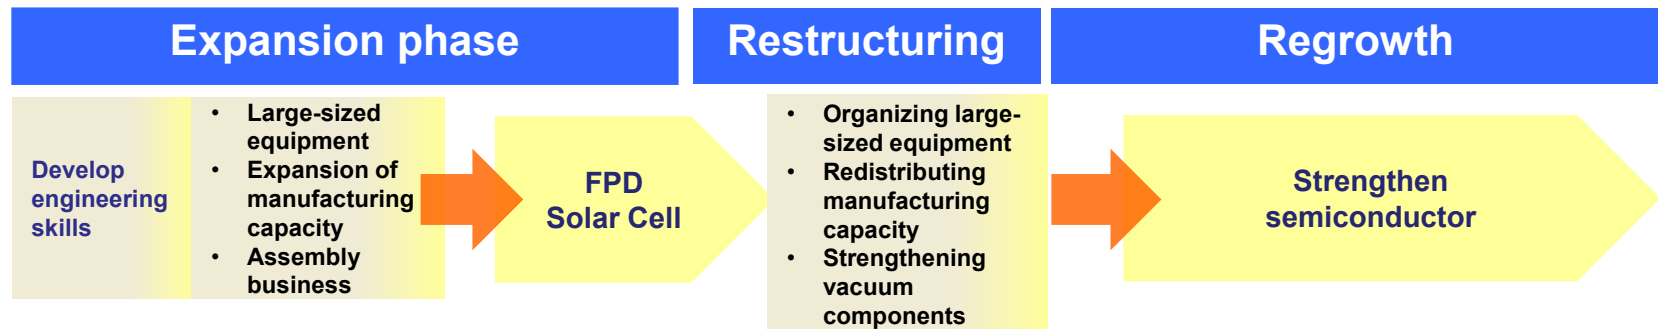 Expansion phase
Restructuring
Regrowth
Develop
engineering
skills
• Large-sized
equipment
• Expansion of
manufacturing
capacity
• Assembly
business
FPD
Solar Cell
• Organizing large-
sized equipment
• Redistributing
manufacturing
capacity
• Strengthening
vacuum
components
Strengthen
semiconductor